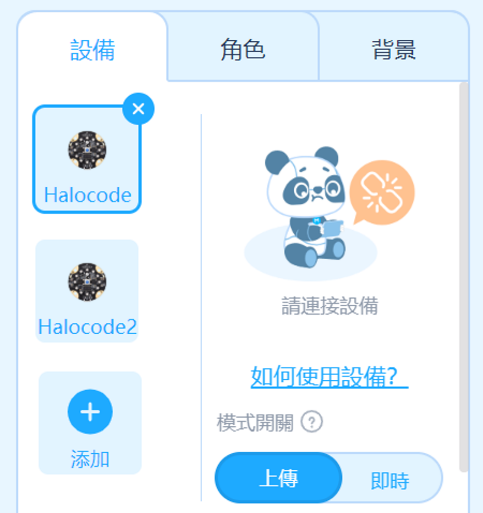 設備
角色
背景
Halocode
Halocode2
添加
請連接設備
如何使用設備?
模式開關 ?
上傳
即時